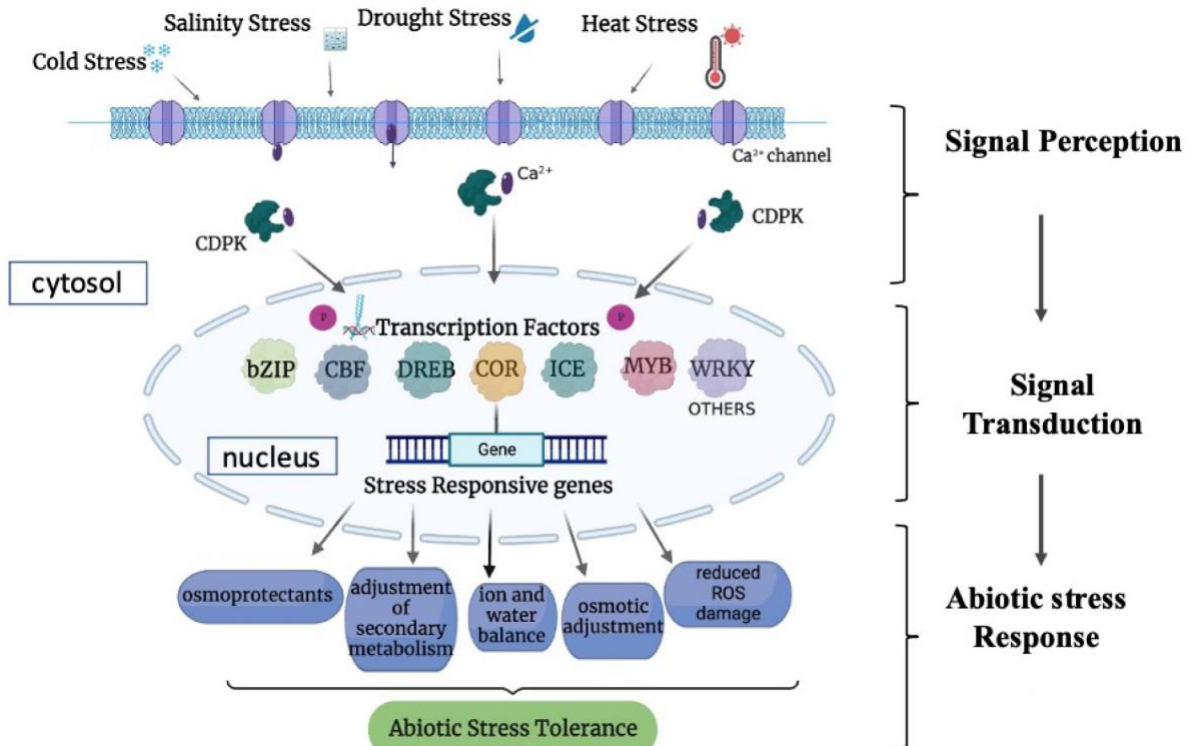 Cold Stress
Salinity Stress
Drought Stress
Heat Stress
Ca²⁺ channel
Signal Perception
CDPK
Ca²⁺
CDPK
cytosol
P
P
Transcription Factors
bZIP
CBF
DREB
COR
ICE
MYB
WRKY
OTHERS
Signal
Transduction
nucleus
Gene
Stress Responsive genes
osmoprotectants
adjustment
of
secondary
metabolism
ion and
water
balance
osmotic
adjustment
reduced
ROS
damage
Abiotic stress
Response
Abiotic Stress Tolerance